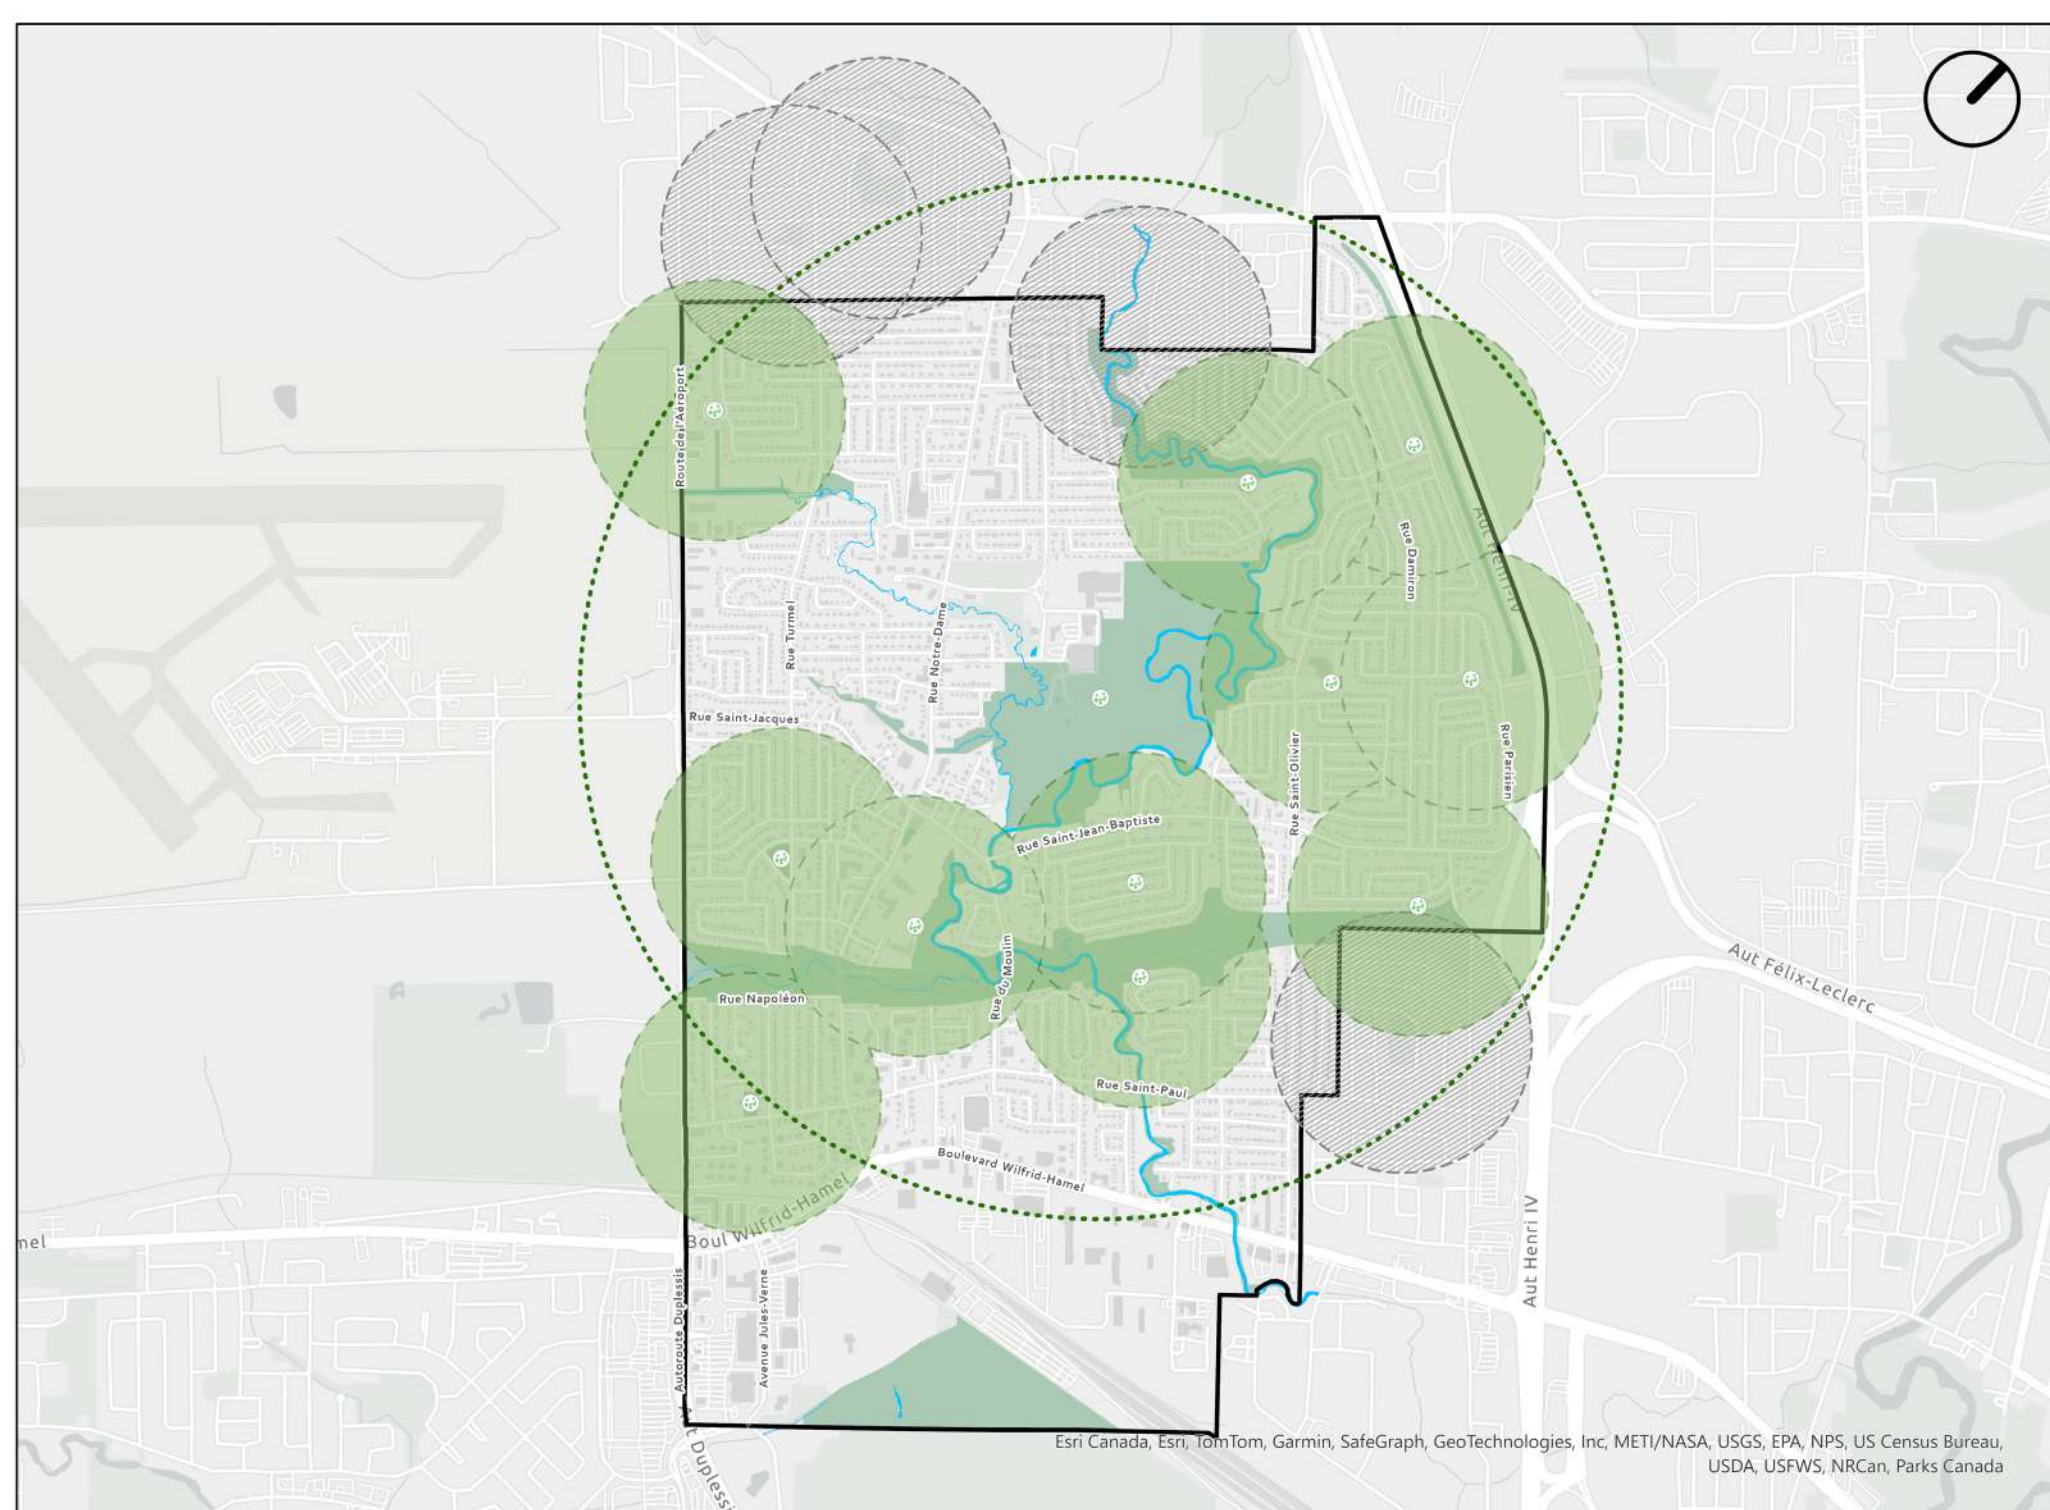 Route de l'Aéroport
Aut Henri-IV
Rue Damiron
Rue Turmel
Rue Notre-Dame
Rue Saint-Jacques
Rue Parisien
Rue Saint-Olivier
Rue Saint-Jean-Baptiste
Rue du Moulin
Rue Napoléon
Aut Félix-Leclerc
Rue Saint-Paul
Boulevard Wilfrid-Hamel
Boul Wilfrid-Hamel
mel
Aut Henri IV
Autoroute Duplessis
Avenue Jules-Verne
t Duplessi
Esri Canada, Esri, TomTom, Garmin, SafeGraph, GeoTechnologies, Inc, METI/NASA, USGS, EPA, NPS, US Census Bureau,
USDA, USFWS, NRCan, Parks Canada